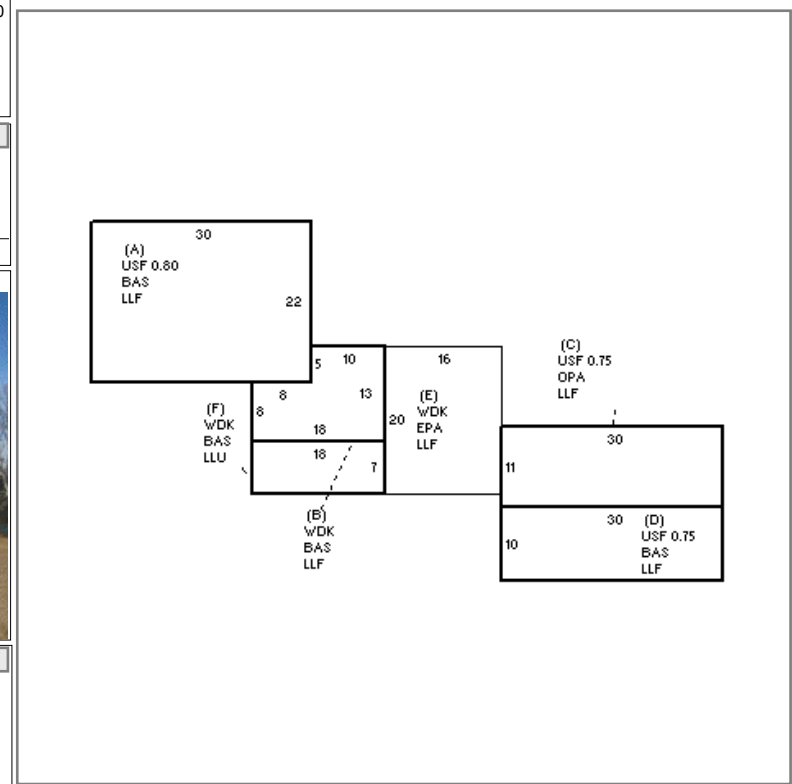 30
(A)
USF 0.80
BAS
LLF
22
5 10
16
8
13
8
18
(F)
WDK
BAS
LLU
20
(E)
WDK
EPA
LLF
(C)
USF 0.75
OPA
LLF
30
18
7
11
(B)
WDK
BAS
LLF
30
(D)
USF 0.75
BAS
LLF
10